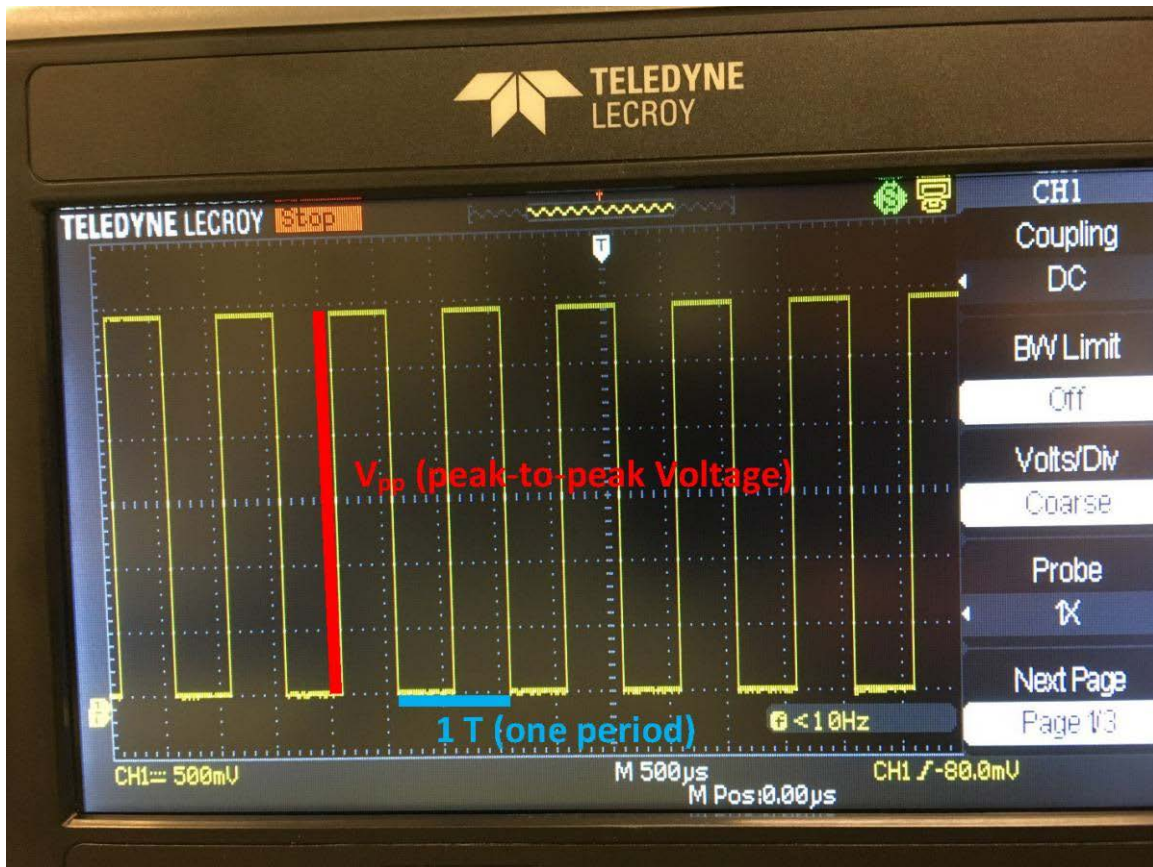 TELEDYNE
LECROY
TELEDYNE LECROY Stop
T
S
CH1
Coupling
DC
BW Limit
Off
Volts/Div
Coarse
Probe
1X
Next Page
Page 1/3
Vpp (peak-to-peak Voltage)
1 T (one period)
f <10Hz
CH1 500mV
M 500µs
CH1 / -80.0mV
M Pos:0.00µs